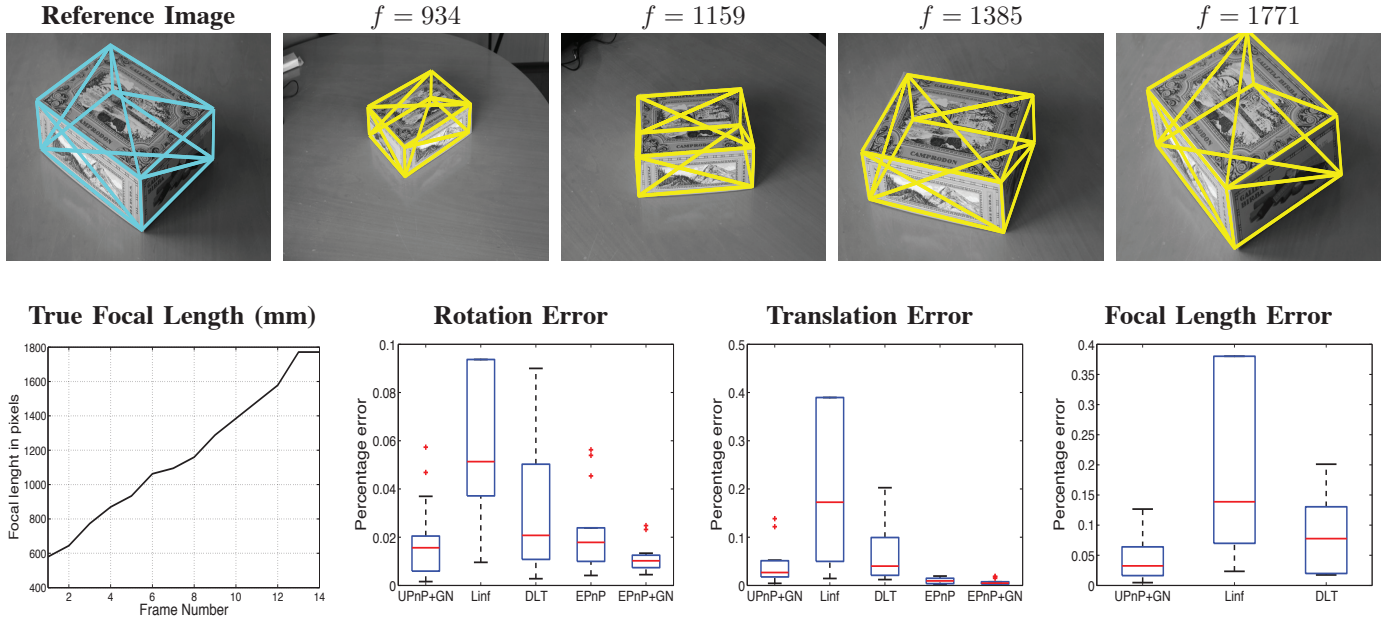 Reference Image
f = 934
f = 1159
f = 1385
f = 1771
CAMPRODON
CAMPRODON
True Focal Length (mm)
Rotation Error
Translation Error
Focal Length Error
Focal lenght in pixels
1800
1600
1400
1200
1000
800
600
400
2 4 6 8 10 12 14
Frame Number
Percentage error
0.1
0.08
0.06
0.04
0.02
0
UPnP+GN Linf DLT EPnP EPnP+GN
Percentage error
0.5
0.4
0.3
0.2
0.1
0
UPnP+GN Linf DLT EPnP EPnP+GN
Percentage error
0.4
0.35
0.3
0.25
0.2
0.15
0.1
0.05
0
UPnP+GN Linf DLT